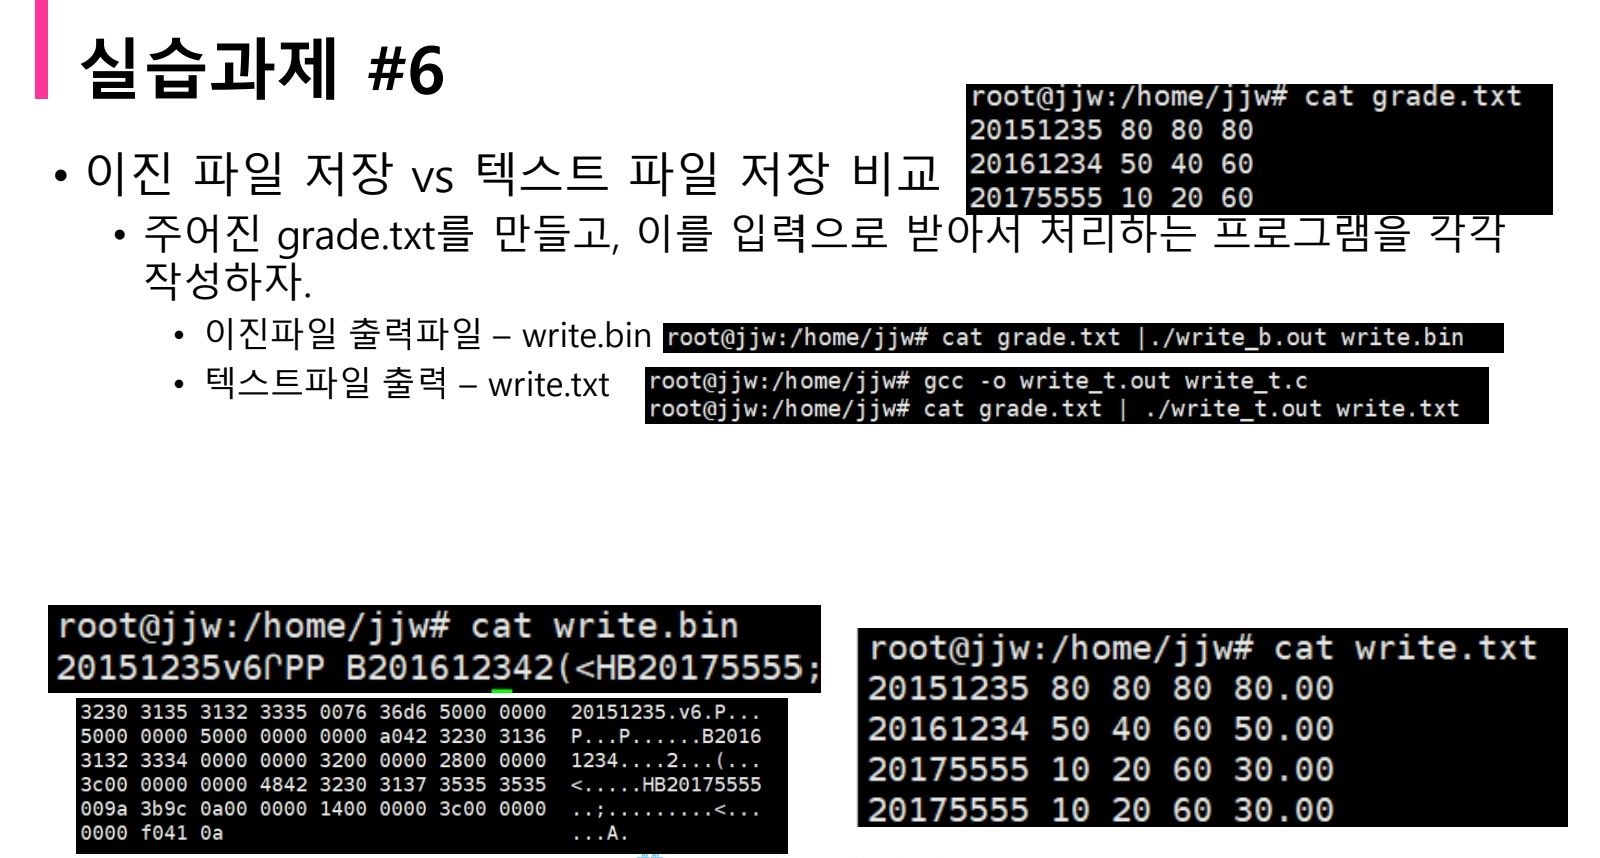 실습과제 #6
root@jjw:/home/jjw# cat grade.txt
20151235 80 80 80
20161234 50 40 60
20175555 10 20 60
• 이진 파일 저장 vs 텍스트 파일 저장 비교
• 주어진 grade.txt를 만들고, 이를 입력으로 받아서 처리하는 프로그램을 각각
작성하자.
• 이진파일 출력파일 – write.bin
root@jjw:/home/jjw# cat grade.txt |./write_b.out write.bin
• 텍스트파일 출력 – write.txt
root@jjw:/home/jjw# gcc -o write_t.out write_t.c
root@jjw:/home/jjw# cat grade.txt | ./write_t.out write.txt
root@jjw:/home/jjw# cat write.bin
20151235v6ՐPP B201612342(<HB20175555;
3230 3135 3132 3335 0076 36d6 5000 0000 20151235.v6.P...
5000 0000 5000 0000 0000 a042 3230 3136 P...P......B2016
3132 3334 0000 0000 3200 0000 2800 0000 1234....2...(...
3c00 0000 0000 4842 3230 3137 3535 3535 <.....HB20175555
009a 3b9c 0a00 0000 1400 0000 3c00 0000 ..;.........<...
0000 f041 0a ...A.
root@jjw:/home/jjw# cat write.txt
20151235 80 80 80 80.00
20161234 50 40 60 50.00
20175555 10 20 60 30.00
20175555 10 20 60 30.00